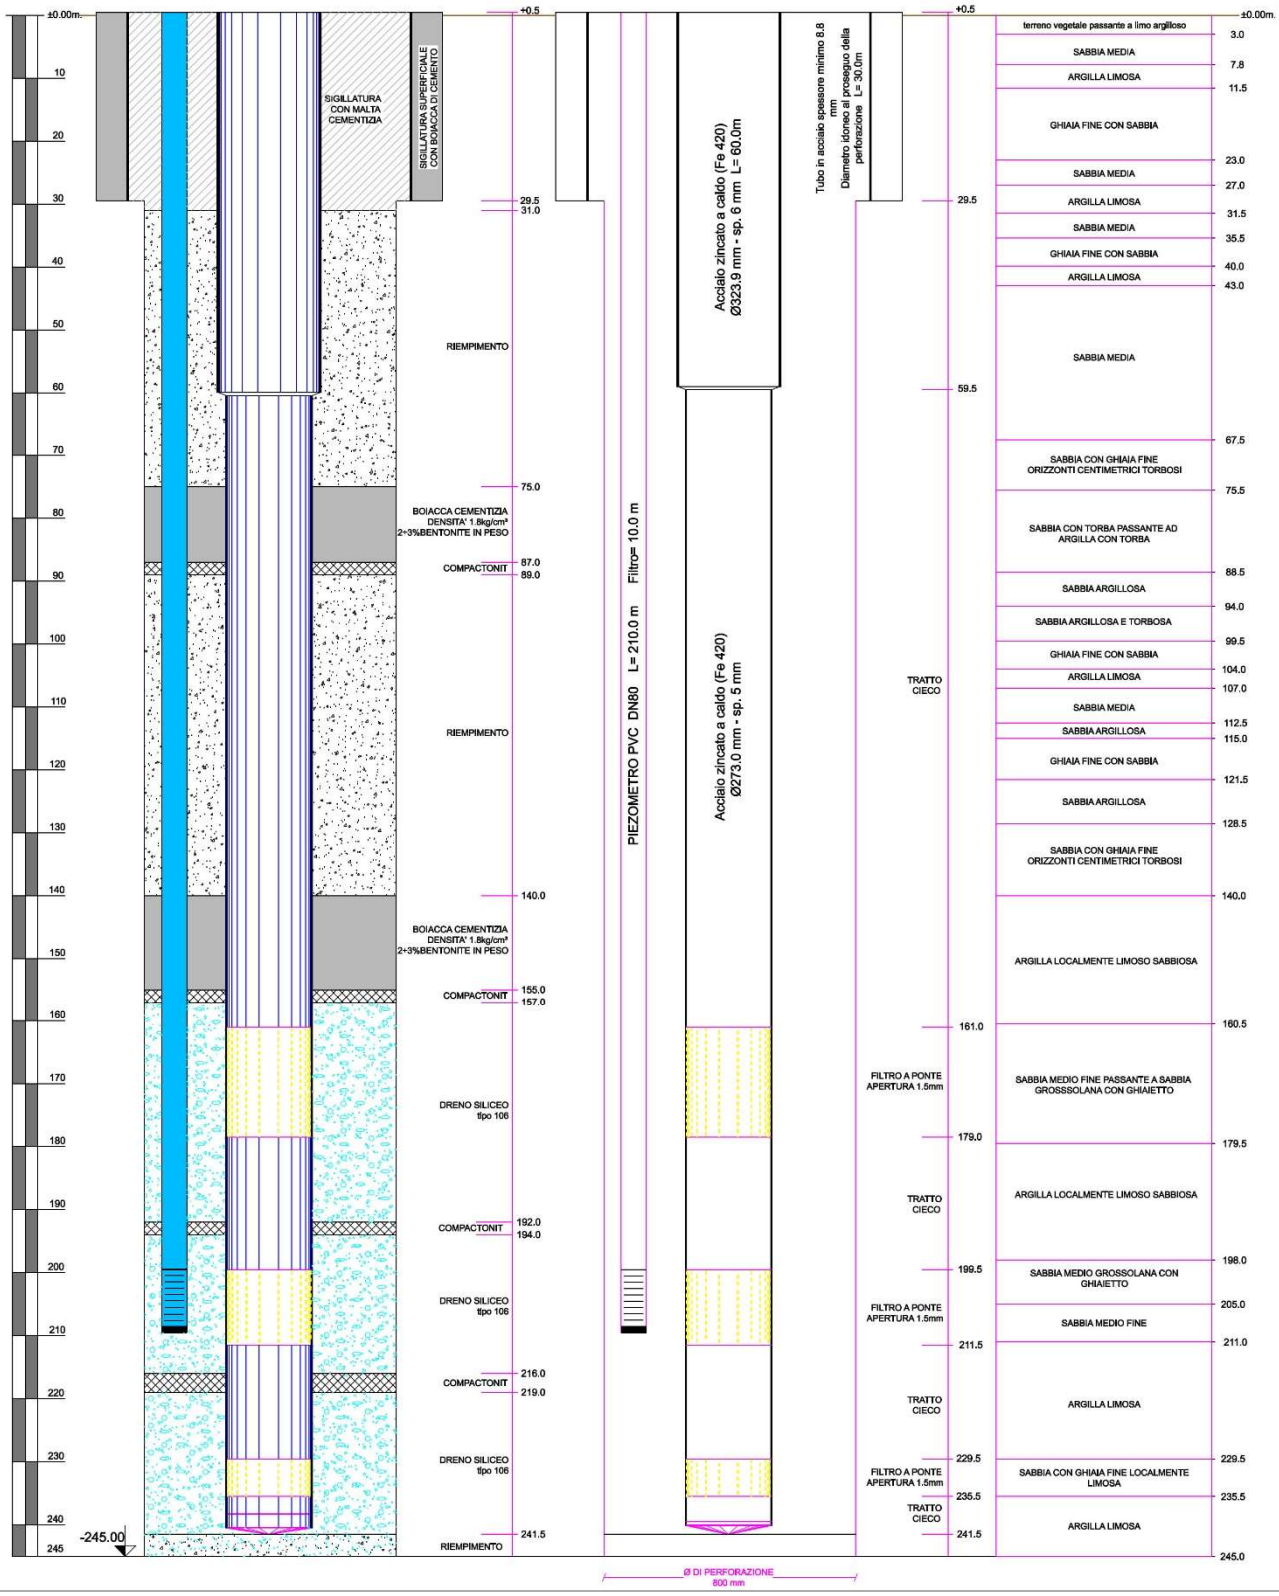 ±0.00m.
10
20
30
40
50
60
70
80
90
100
110
120
130
140
150
160
170
180
190
200
210
220
230
240
245
-245.00
SIGILLATURA
CON MALTA
CEMENTIZIA
SIGILLATURA SUPERFICIALE
CON BOIACCA DI CEMENTO
RIEMPIMENTO
BOIACCA CEMENTIZIA
DENSITA' 1.8kg/cm³
2÷3%BENTONITE IN PESO
COMPACTONIT
RIEMPIMENTO
BOIACCA CEMENTIZIA
DENSITA' 1.8kg/cm³
2÷3%BENTONITE IN PESO
COMPACTONIT
DRENO SILICEO
tipo 106
COMPACTONIT
DRENO SILICEO
tipo 106
COMPACTONIT
DRENO SILICEO
tipo 106
RIEMPIMENTO
+0.5
29.5
31.0
75.0
87.0
89.0
140.0
155.0
157.0
192.0
194.0
216.0
219.0
241.5
PIEZOMETRO PVC DN80 L= 210.0 m Filtro= 10.0 m
Acciaio zincato a caldo (Fe 420)
Ø323.9 mm - sp. 6 mm L= 60.0m
Acciaio zincato a caldo (Fe 420)
Ø273.0 mm - sp. 5 mm
Tubo in acciaio spessore minimo 8.8
mm
Diametro idoneo al proseguo della
perforazione L= 30.0m
TRATTO
CIECO
FILTRO A PONTE
APERTURA 1.5mm
TRATTO
CIECO
FILTRO A PONTE
APERTURA 1.5mm
TRATTO
CIECO
FILTRO A PONTE
APERTURA 1.5mm
TRATTO
CIECO
+0.5
29.5
59.5
161.0
179.0
199.5
211.5
229.5
235.5
241.5
Ø DI PERFORAZIONE
800 mm
terreno vegetale passante a limo argilloso
SABBIA MEDIA
ARGILLA LIMOSA
GHIAIA FINE CON SABBIA
SABBIA MEDIA
ARGILLA LIMOSA
SABBIA MEDIA
GHIAIA FINE CON SABBIA
ARGILLA LIMOSA
SABBIA MEDIA
SABBIA CON GHIAIA FINE
ORIZZONTI CENTIMETRICI TORBOSI
SABBIA CON TORBA PASSANTE AD
ARGILLA CON TORBA
SABBIA ARGILLOSA
SABBIA ARGILLOSA E TORBOSA
GHIAIA FINE CON SABBIA
ARGILLA LIMOSA
SABBIA MEDIA
SABBIA ARGILLOSA
GHIAIA FINE CON SABBIA
SABBIA ARGILLOSA
SABBIA CON GHIAIA FINE
ORIZZONTI CENTIMETRICI TORBOSI
ARGILLA LOCALMENTE LIMOSO SABBIOSA
SABBIA MEDIO FINE PASSANTE A SABBIA
GROSSSOLANA CON GHIAIETTO
ARGILLA LOCALMENTE LIMOSO SABBIOSA
SABBIA MEDIO GROSSOLANA CON
GHIAIETTO
SABBIA MEDIO FINE
ARGILLA LIMOSA
SABBIA CON GHIAIA FINE LOCALMENTE
LIMOSA
ARGILLA LIMOSA
±0.00m.
3.0
7.8
11.5
23.0
27.0
31.5
35.5
40.0
43.0
67.5
75.5
88.5
94.0
99.5
104.0
107.0
112.5
115.0
121.5
128.5
140.0
160.5
179.5
198.0
205.0
211.0
229.5
235.5
245.0